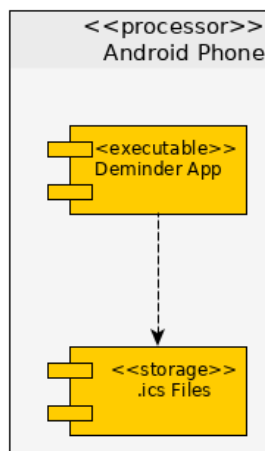 <<processor>>
Android Phone
<executable>>
Deminder App
<<storage>>
.ics Files